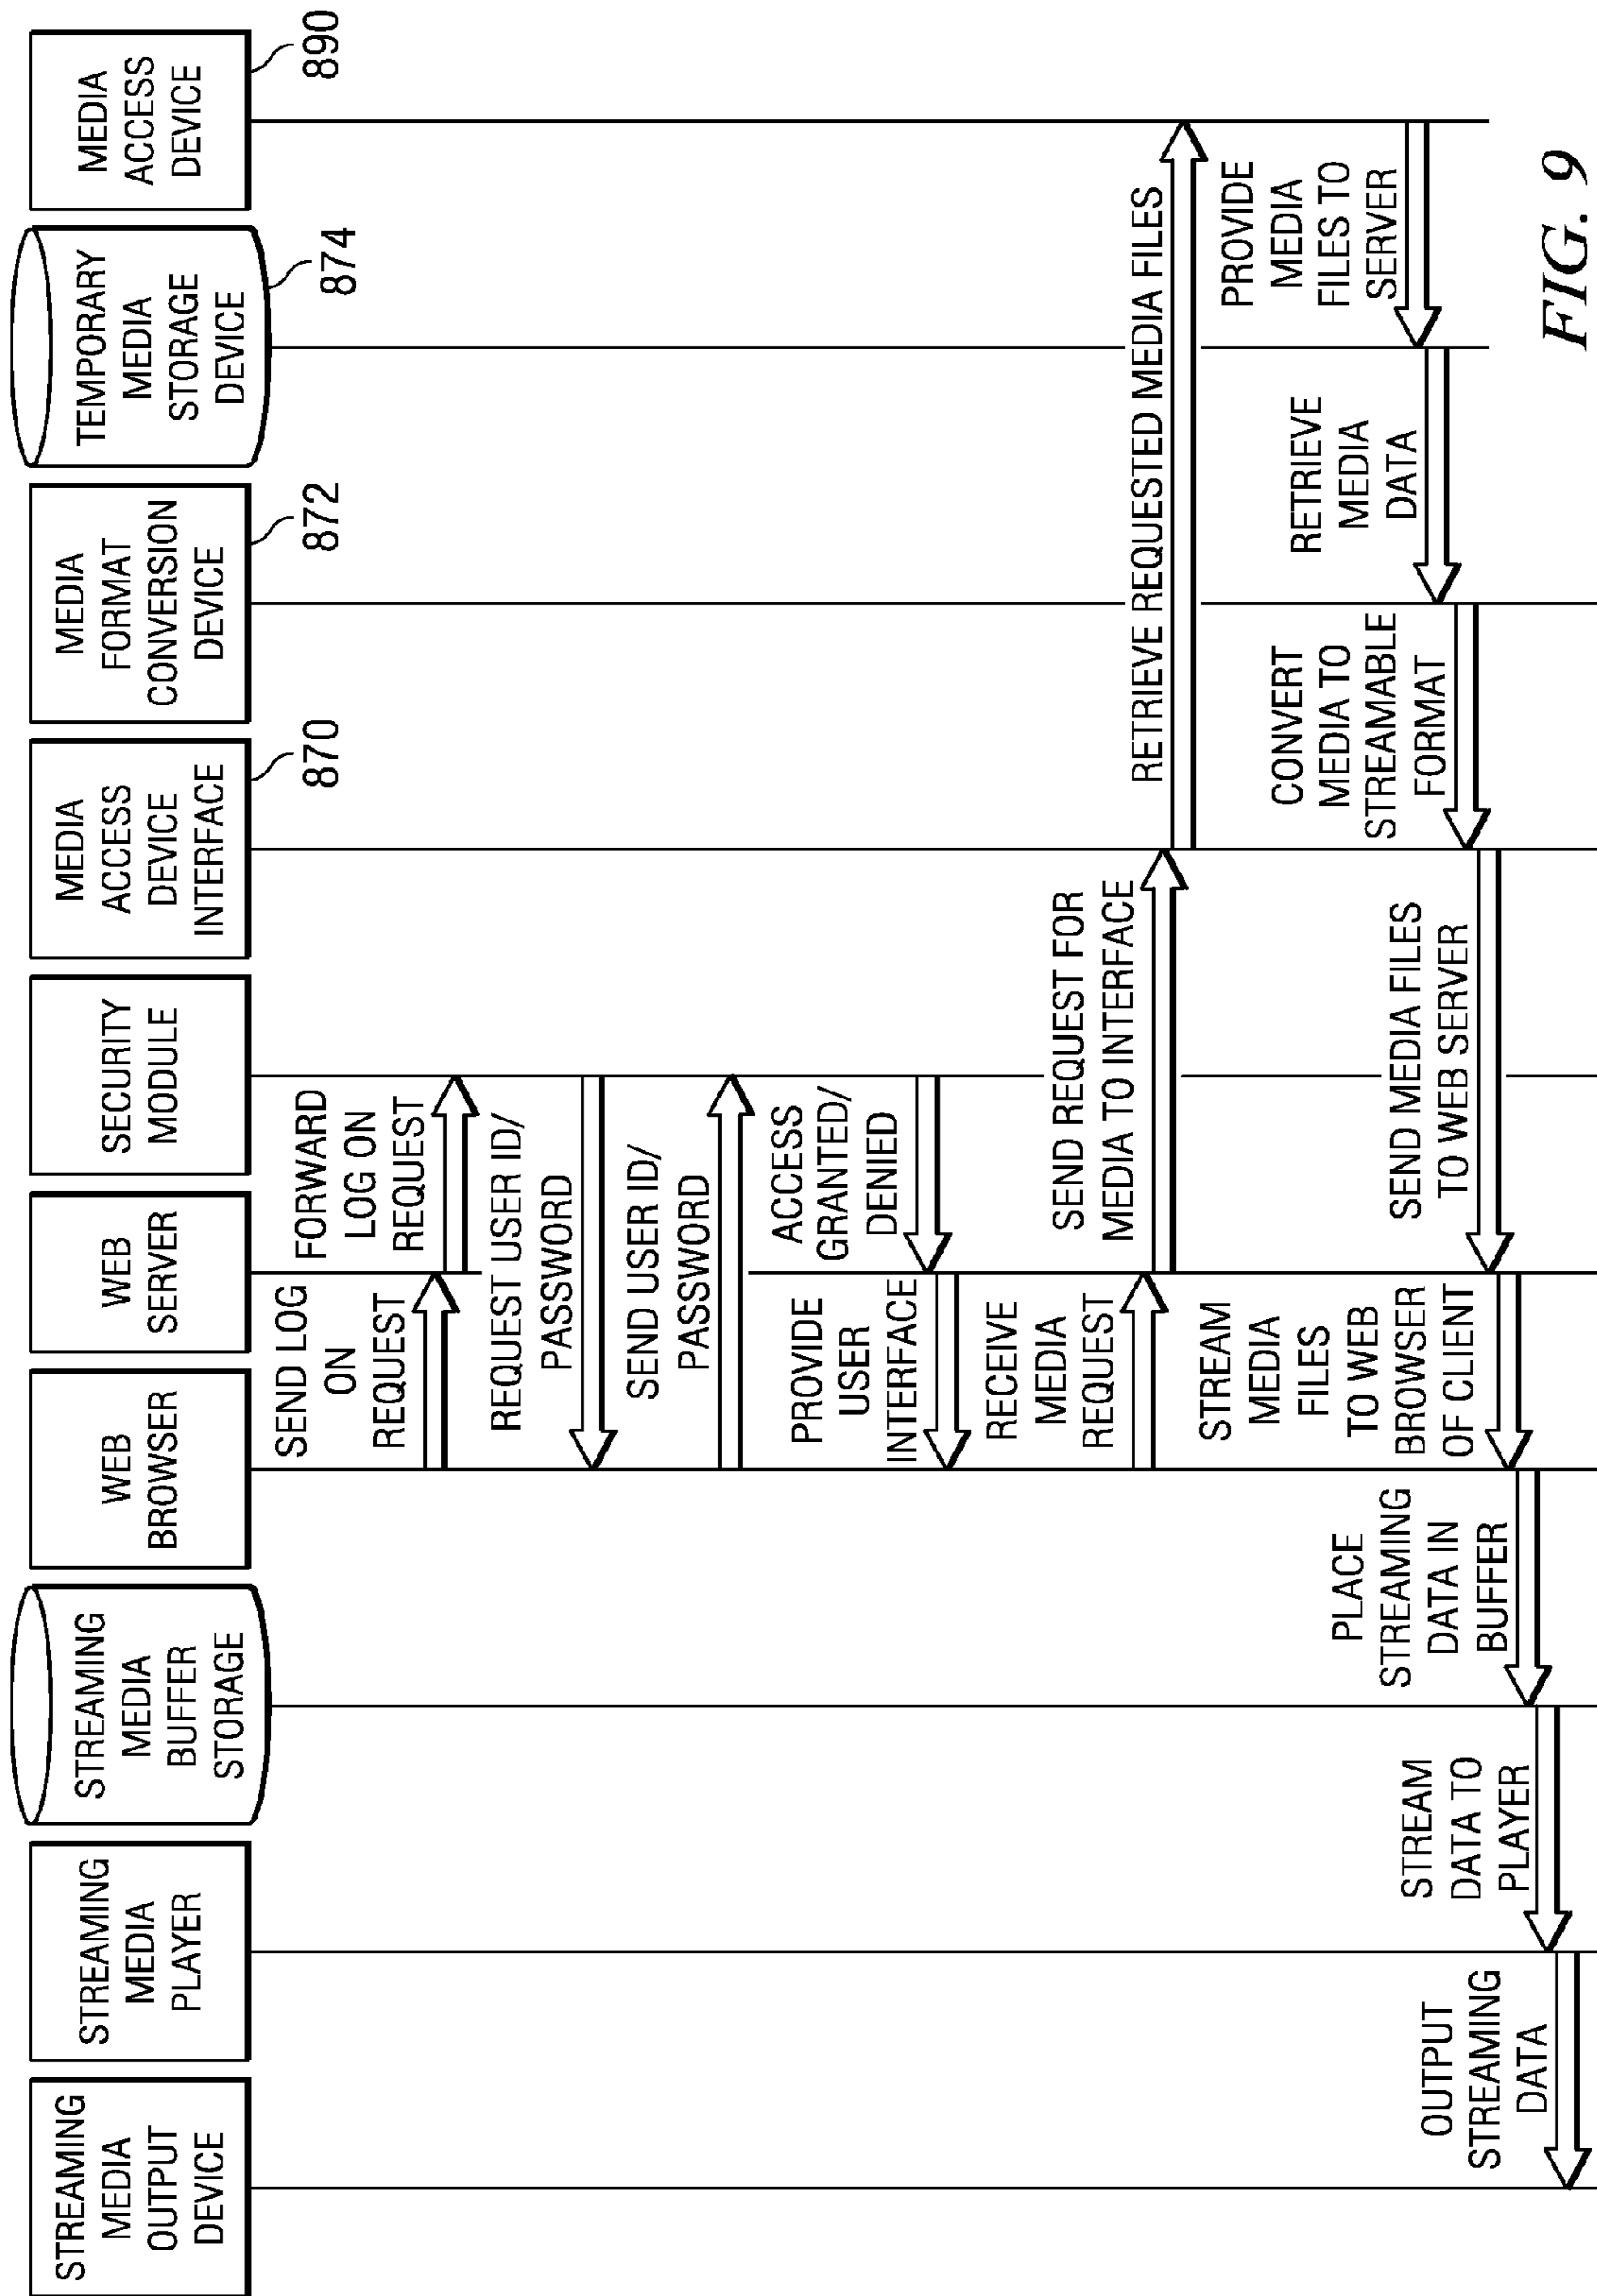 STREAMING
MEDIA
OUTPUT
DEVICE
STREAMING
MEDIA
PLAYER
STREAMING
MEDIA
BUFFER
STORAGE
WEB
BROWSER
WEB
SERVER
SECURITY
MODULE
MEDIA
ACCESS
DEVICE
INTERFACE
870
MEDIA
FORMAT
CONVERSION
DEVICE
872
TEMPORARY
MEDIA
STORAGE
DEVICE
874
MEDIA
ACCESS
DEVICE
890
SEND LOG
ON
REQUEST
FORWARD
LOG ON
REQUEST
REQUEST USER ID/
PASSWORD
SEND USER ID/
PASSWORD
ACCESS
GRANTED/
DENIED
PROVIDE
USER
INTERFACE
RECEIVE
MEDIA
REQUEST
SEND REQUEST FOR
MEDIA TO INTERFACE
RETRIEVE REQUESTED MEDIA FILES
PROVIDE
MEDIA
FILES TO
SERVER
RETRIEVE
MEDIA
DATA
CONVERT
MEDIA TO
STREAMABLE
FORMAT
SEND MEDIA FILES
TO WEB SERVER
STREAM
MEDIA
FILES
TO WEB
BROWSER
OF CLIENT
PLACE
STREAMING
DATA IN
BUFFER
STREAM
DATA TO
PLAYER
OUTPUT
STREAMING
DATA
FIG. 9